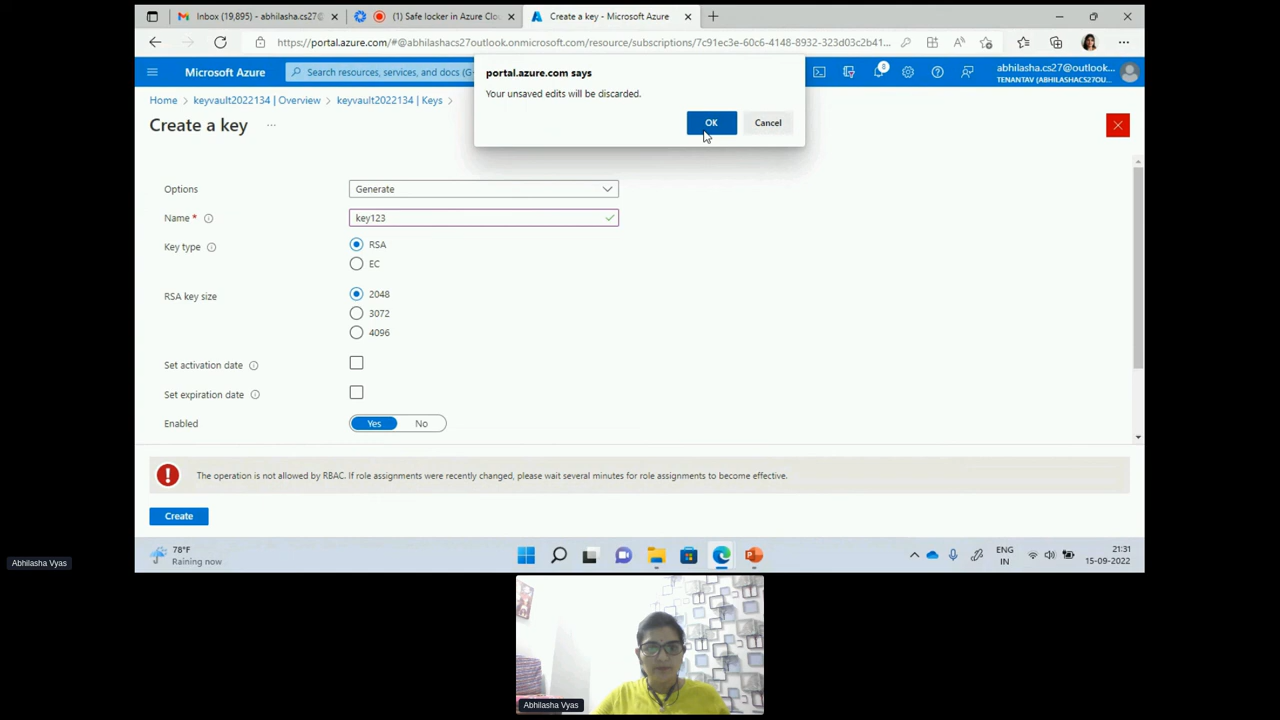 Inbox (19,895) - abhilasha.cs27@
(1) Safe locker in Azure Clou
Create a key - Microsoft Azure
https://portal.azure.com/#@abhilashacs27outlook.onmicrosoft.com/resource/subscriptions/7c91ec3e-60c6-4148-8932-323d03c2b41...
Microsoft Azure
Search resources, services, and docs (G+
8
abhilasha.cs27@outlook....
TENANTAV (ABHILASHACS27OU...
portal.azure.com says
Your unsaved edits will be discarded.
OK
Cancel
Home > keyvault2022134 | Overview > keyvault2022134 | Keys >
Create a key
...
Options
Generate
Name *
key123
Key type
RSA
EC
RSA key size
2048
3072
4096
Set activation date
Set expiration date
Enabled
Yes
No
The operation is not allowed by RBAC. If role assignments were recently changed, please wait several minutes for role assignments to become effective.
Create
78°F
Raining now
ENG
IN
21:31
15-09-2022
Abhilasha Vyas
Abhilasha Vyas